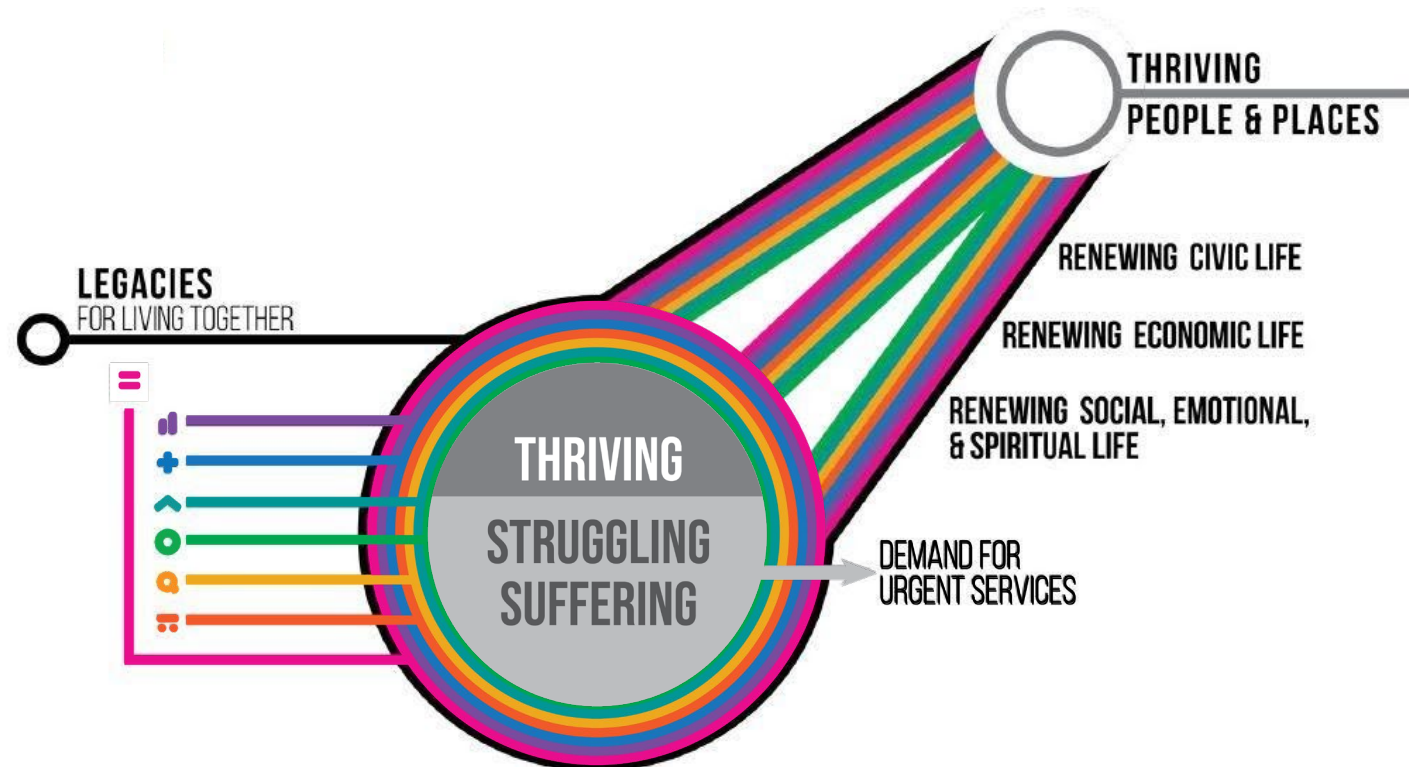 THRIVING
PEOPLE & PLACES
RENEWING CIVIC LIFE
LEGACIES
FOR LIVING TOGETHER
RENEWING ECONOMIC LIFE
RENEWING SOCIAL, EMOTIONAL,
& SPIRITUAL LIFE
THRIVING
STRUGGLING
SUFFERING
DEMAND FOR
URGENT SERVICES